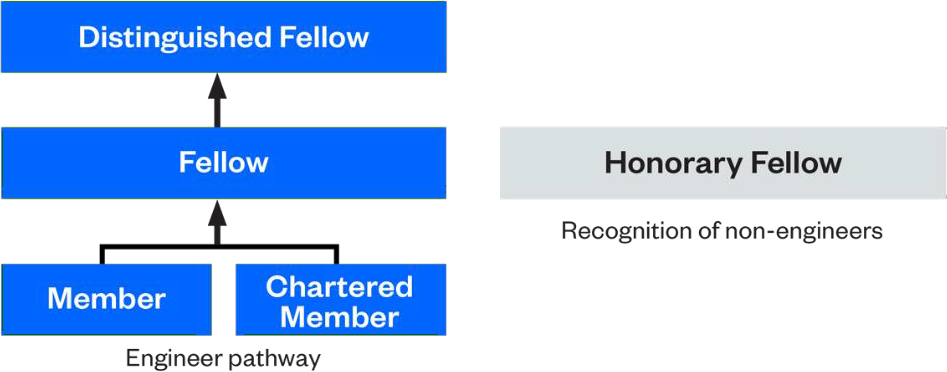 Distinguished Fellow
Fellow
Honorary Fellow
Recognition of non-engineers
Member
Chartered
Member
Engineer pathway